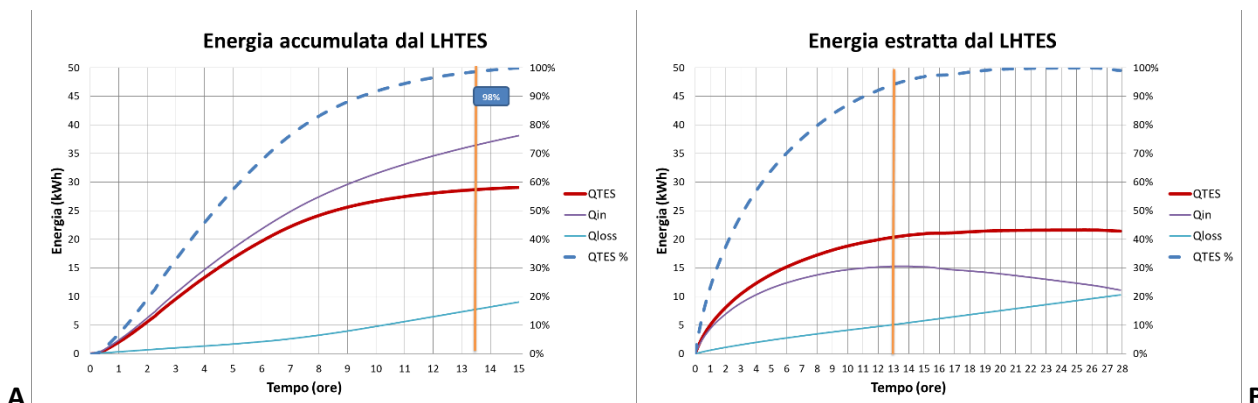 Energia accumulata dal LHTES
50
45
40
35
30
25
20
15
10
5
0
Energia (kWh)
100%
90%
80%
70%
60%
50%
40%
30%
20%
10%
0%
98%
0 1 2 3 4 5 6 7 8 9 10 11 12 13 14 15
Tempo (ore)
QTES
Qin
Qloss
QTES %
A
Energia estratta dal LHTES
50
45
40
35
30
25
20
15
10
5
0
Energia (kWh)
100%
90%
80%
70%
60%
50%
40%
30%
20%
10%
0%
0 1 2 3 4 5 6 7 8 9 10 11 12 13 14 15 16 17 18 19 20 21 22 23 24 25 26 27 28
Tempo (ore)
QTES
Qin
Qloss
QTES %